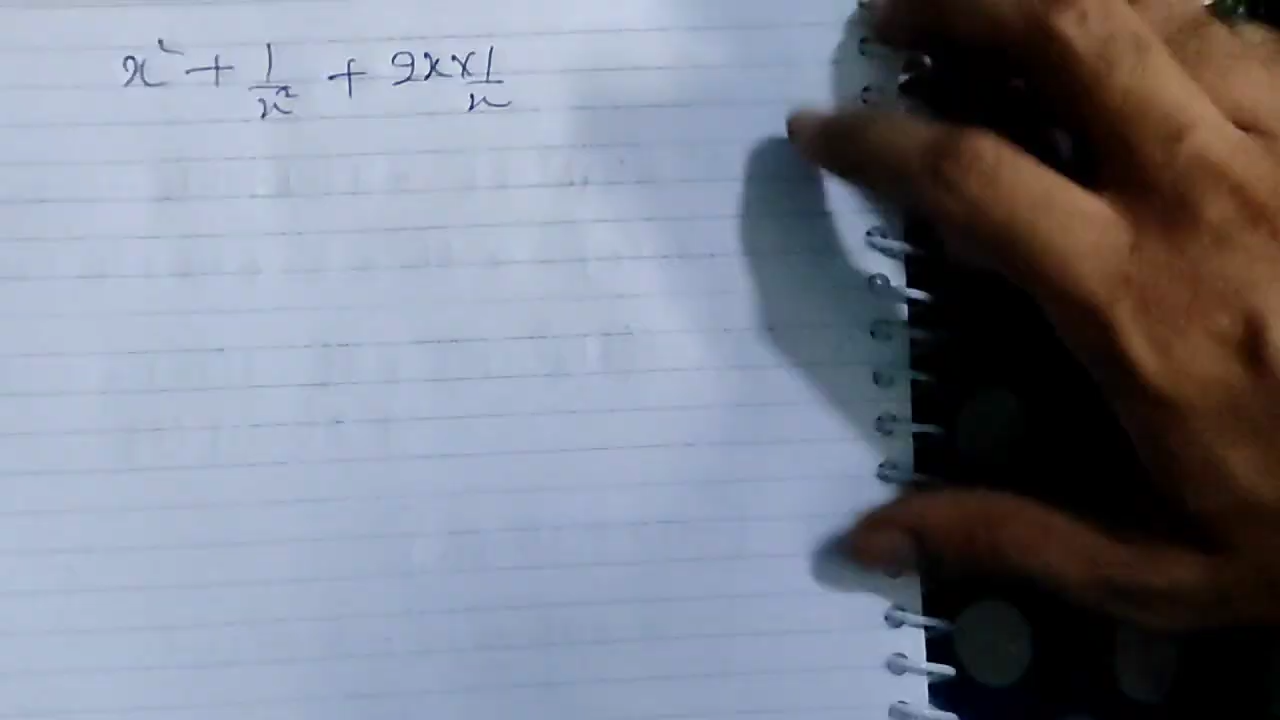 x² + 1/x² + 2x × 1/x